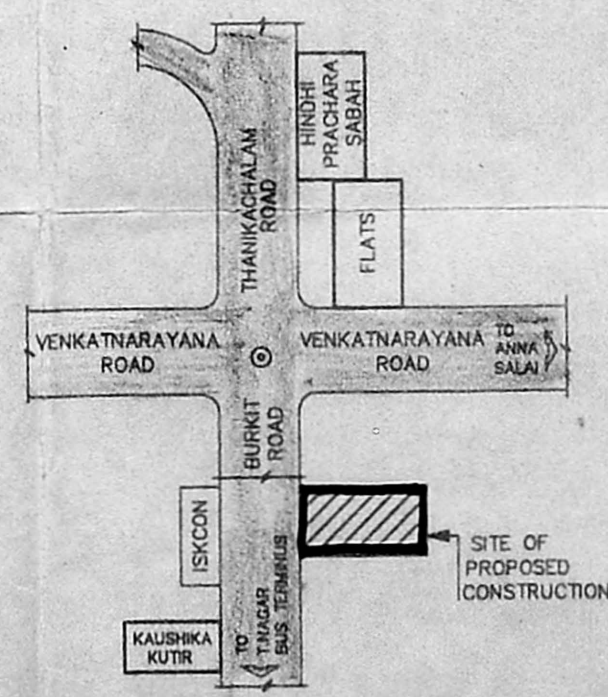 HINDHI
PRACHARA
SABAH
THANIKACHALAM
ROAD
FLATS
VENKATNARAYANA
ROAD
VENKATNARAYANA
ROAD
TO
ANNA
SALAI
BURKIT
ROAD
ISKCON
SITE OF
PROPOSED
CONSTRUCTION
TO
T.NAGAR
BUS TERMINUS
KAUSHIKA
KUTIR